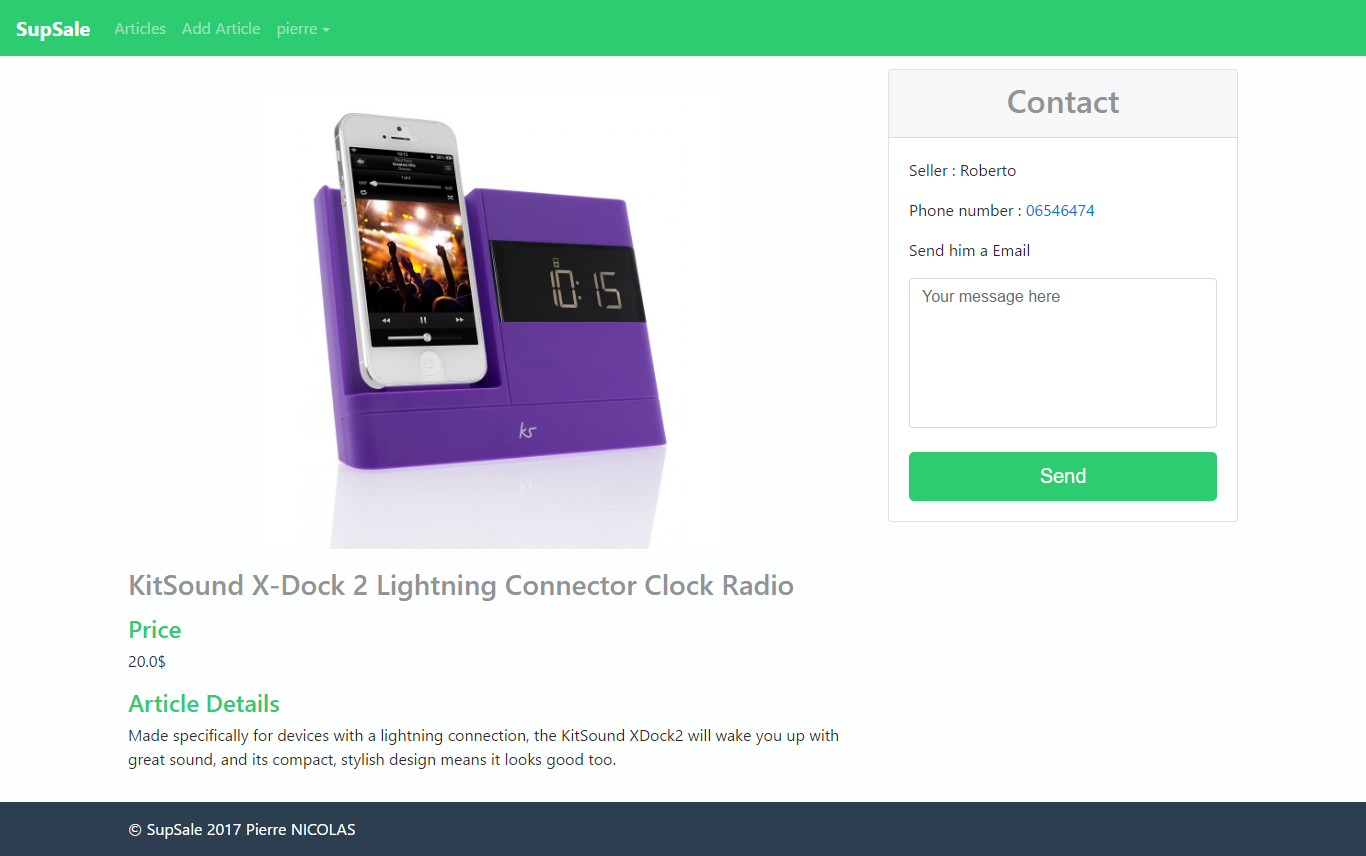 SupSale Articles Add Article pierre
Contact
Seller : Roberto
Phone number : 06546474
Send him a Email
Your message here
Send
10:15
10:15
ks
KitSound X-Dock 2 Lightning Connector Clock Radio
Price
20.0$
Article Details
Made specifically for devices with a lightning connection, the KitSound XDock2 will wake you up with
great sound, and its compact, stylish design means it looks good too.
© SupSale 2017 Pierre NICOLAS